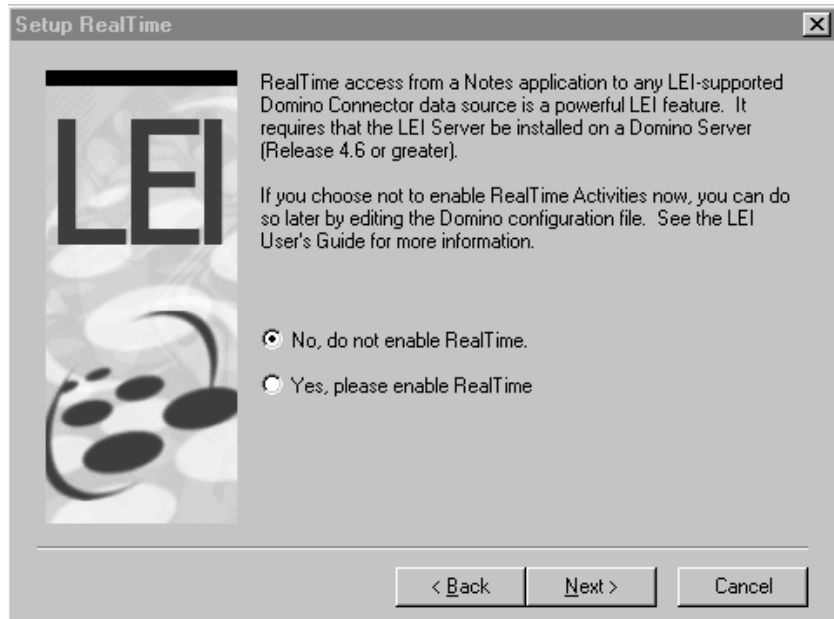 Setup RealTime
LEI
RealTime access from a Notes application to any LEI-supported
Domino Connector data source is a powerful LEI feature. It
requires that the LEI Server be installed on a Domino Server
(Release 4.6 or greater).
If you choose not to enable RealTime Activities now, you can do
so later by editing the Domino configuration file. See the LEI
User's Guide for more information.
No, do not enable RealTime.
Yes, please enable RealTime
< Back
Next >
Cancel